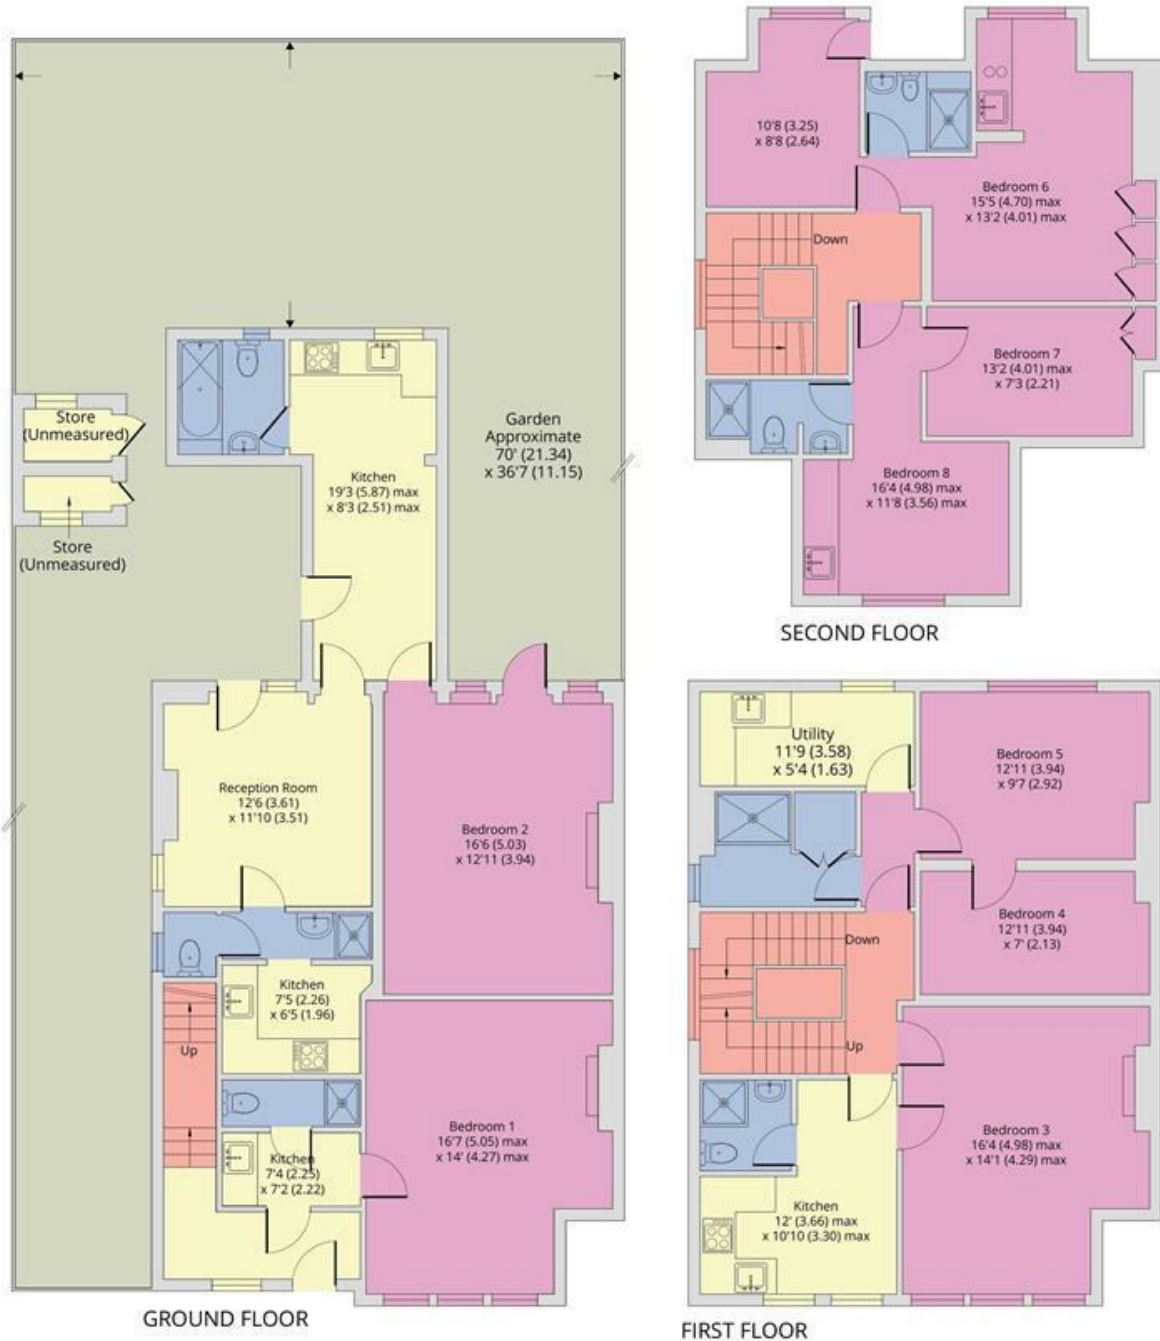 10'8 (3.25)
x 8'8 (2.64)
Bedroom 6
15'5 (4.70) max
x 13'2 (4.01) max
Down
Bedroom 7
13'2 (4.01) max
x 7'3 (2.21)
Bedroom 8
16'4 (4.98) max
x 11'8 (3.56) max
SECOND FLOOR
Store
(Unmeasured)
Store
(Unmeasured)
Garden
Approximate
70' (21.34)
x 36'7 (11.15)
Kitchen
19'3 (5.87) max
x 8'3 (2.51) max
Reception Room
12'6 (3.61)
x 11'10 (3.51)
Bedroom 2
16'6 (5.03)
x 12'11 (3.94)
Kitchen
7'5 (2.26)
x 6'5 (1.96)
Up
Kitchen
7'4 (2.25)
x 7'2 (2.22)
Bedroom 1
16'7 (5.05) max
x 14' (4.27) max
GROUND FLOOR
Utility
11'9 (3.58)
x 5'4 (1.63)
Bedroom 5
12'11 (3.94)
x 9'7 (2.92)
Bedroom 4
12'11 (3.94)
x 7' (2.13)
Down
Up
Bedroom 3
16'4 (4.98) max
x 14'1 (4.29) max
Kitchen
12' (3.66) max
x 10'10 (3.30) max
FIRST FLOOR